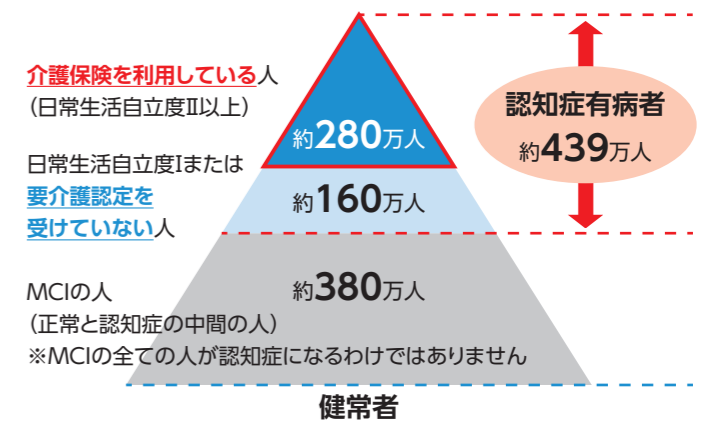 介護保険を利用している人
（日常生活自立度Ⅱ以上）
約280万人
認知症有病者
約439万人
日常生活自立度Ⅰまたは
要介護認定を
受けていない人
約160万人
MCIの人
（正常と認知症の中間の人）
※MCIの全ての人が認知症になるわけではありません
約380万人
健常者